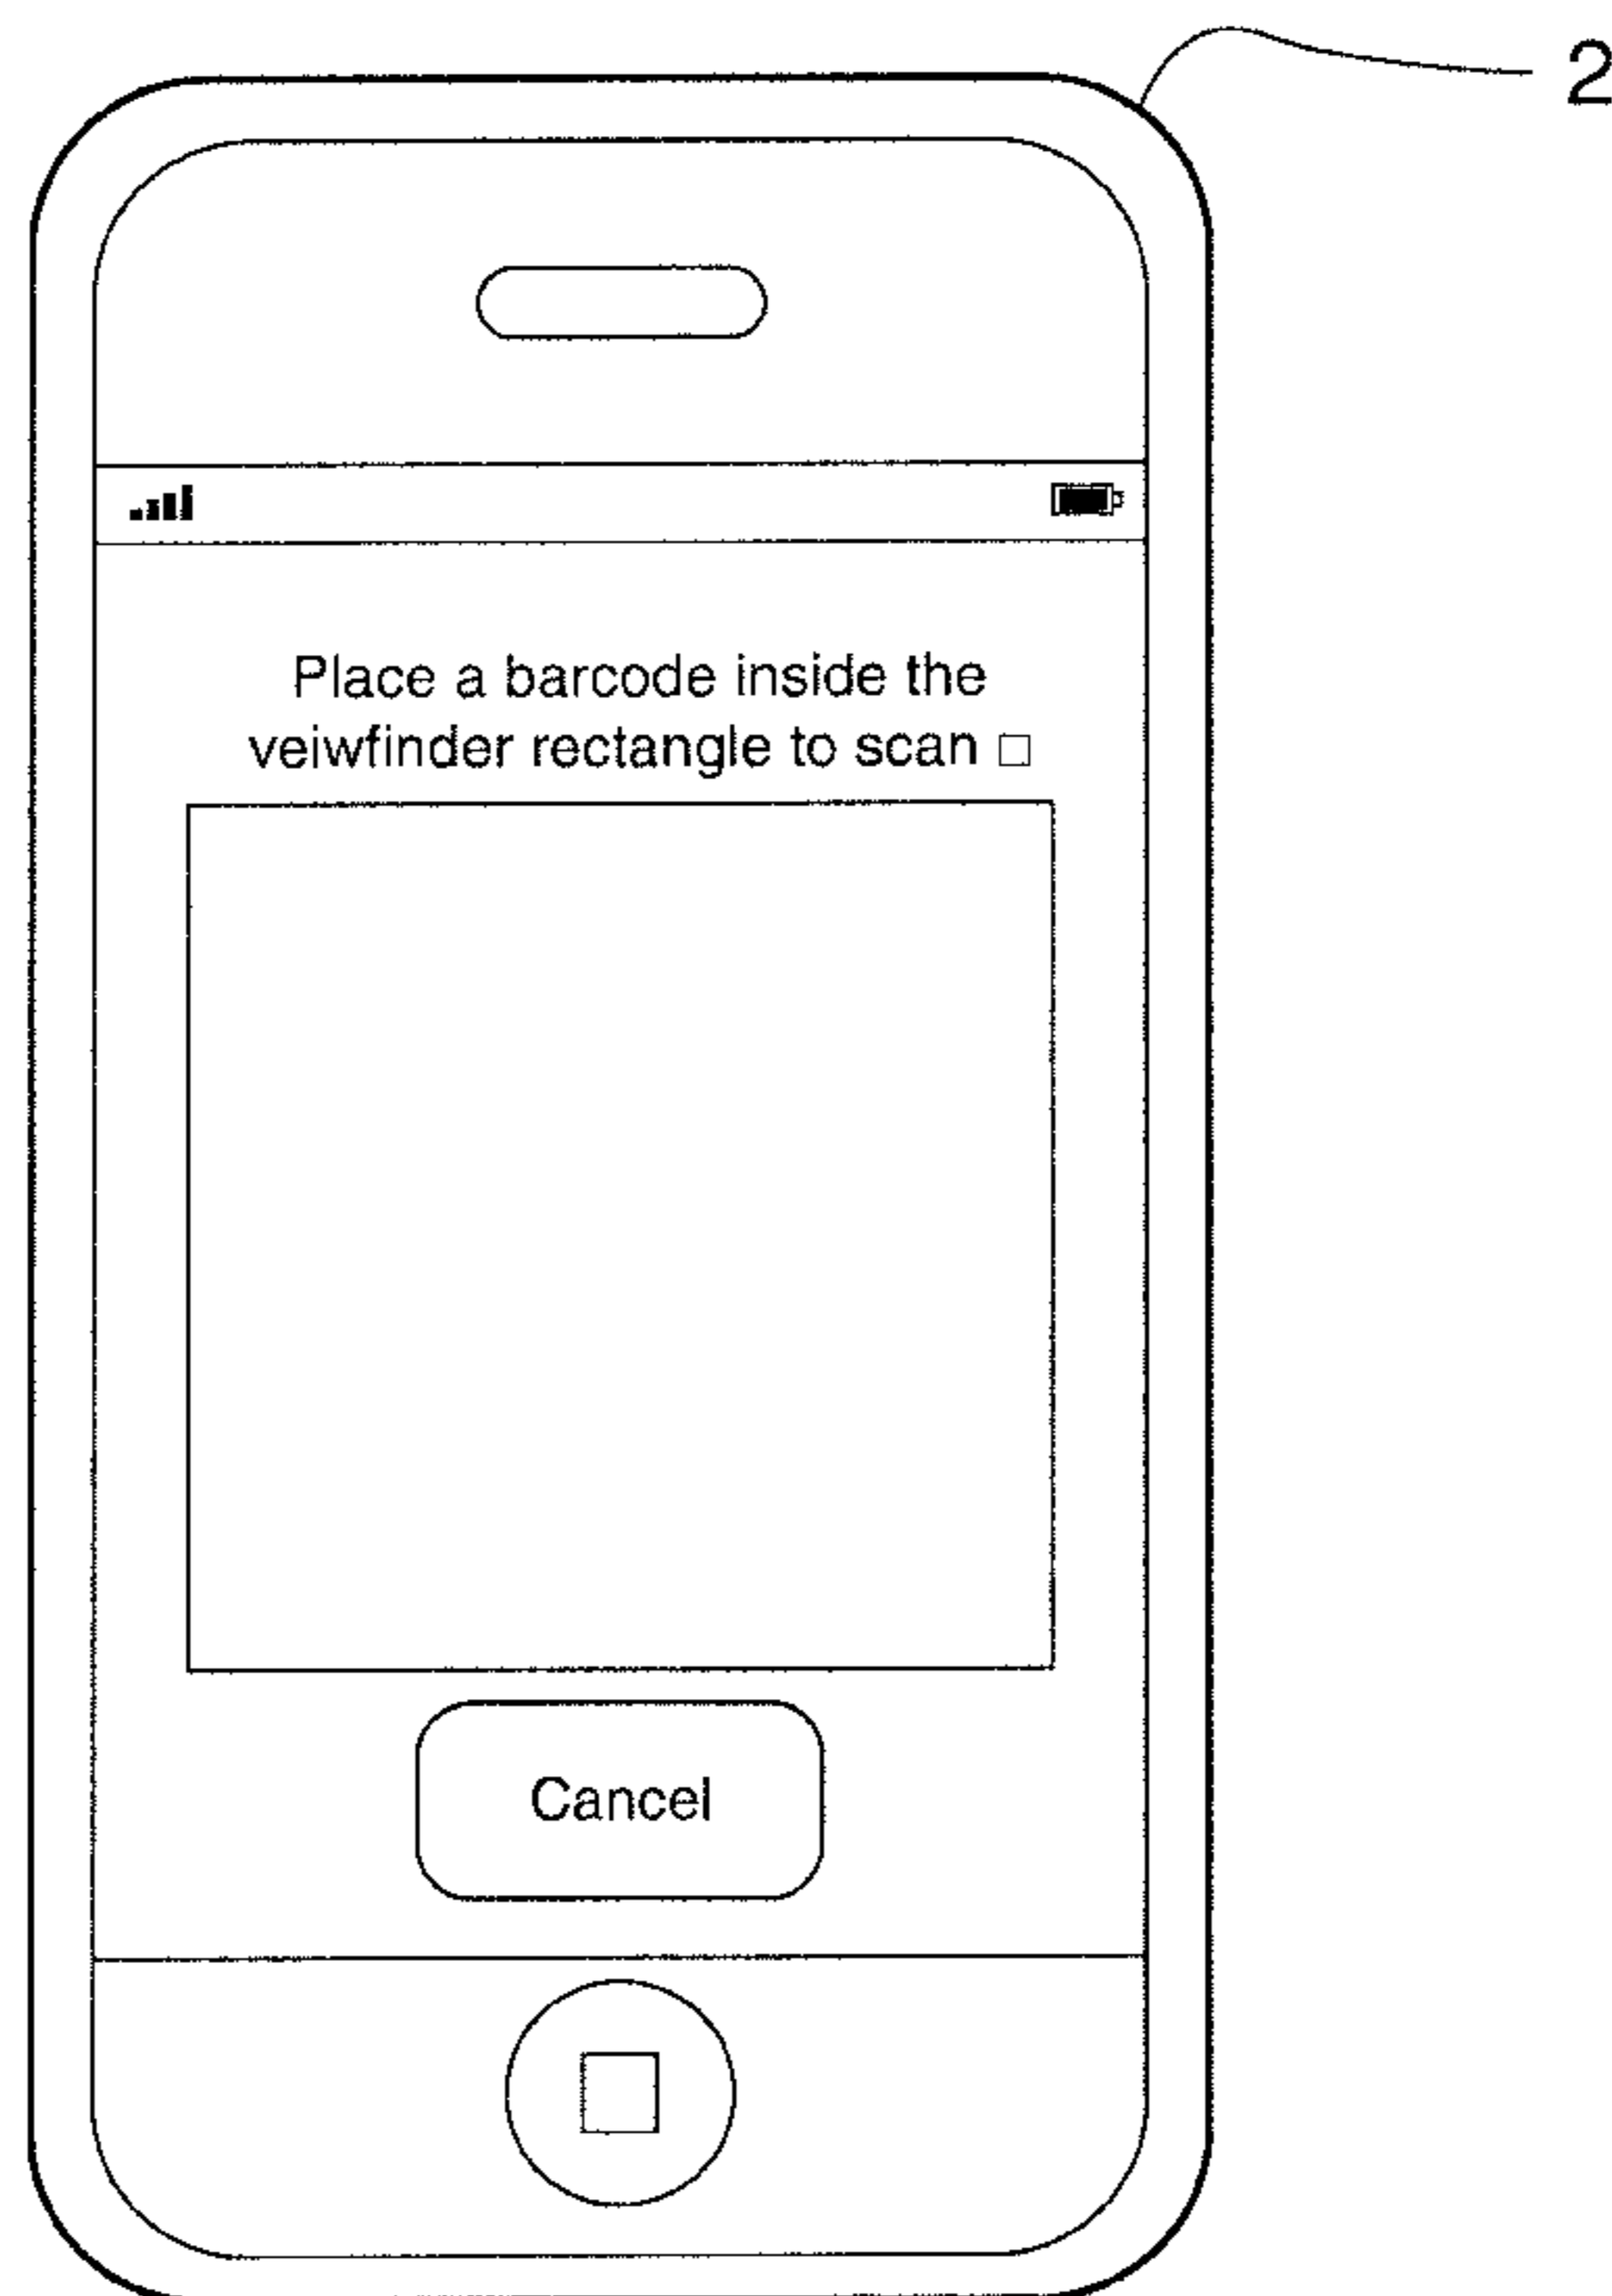 2
Place a barcode inside the
veiwfinder rectangle to scan □
Cancel